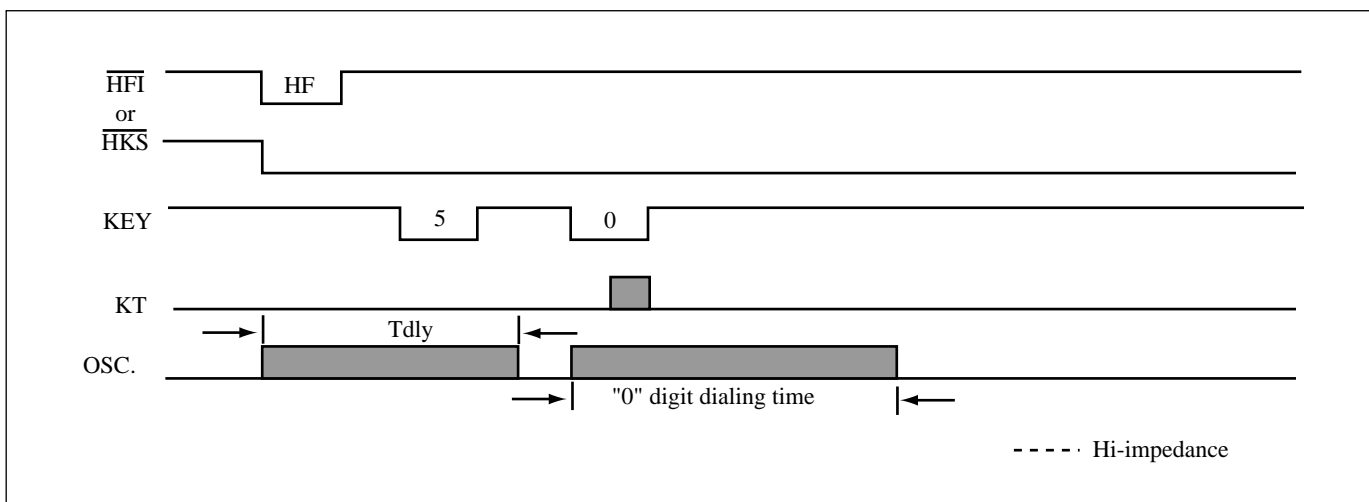 HFI HF
or
HKS
KEY 5 0
KT
Tdly
OSC.
"0" digit dialing time
Hi-impedance